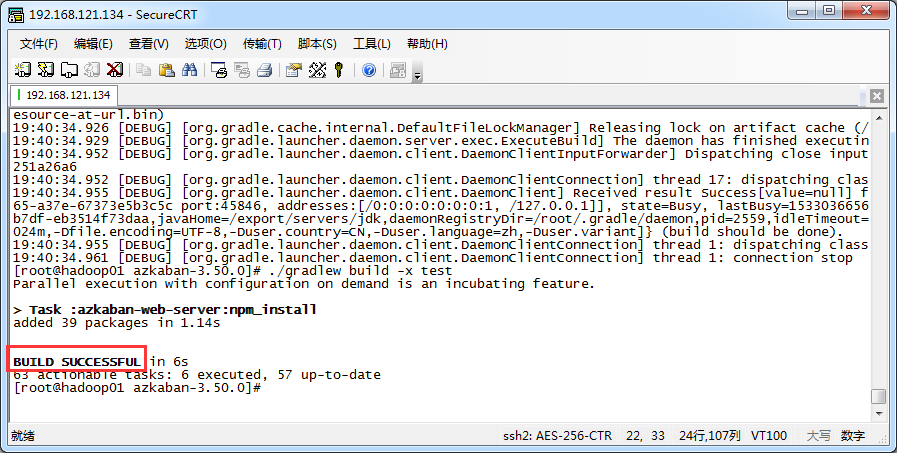 192.168.121.134 - SecureCRT
文件(F) 编辑(E) 查看(V) 选项(O) 传输(T) 脚本(S) 工具(L) 帮助(H)
192.168.121.134
esource-at-url.bin)
19:40:34.926 [DEBUG] [org.gradle.cache.internal.DefaultFileLockManager] Releasing lock on artifact cache (/
19:40:34.929 [DEBUG] [org.gradle.launcher.daemon.server.exec.ExecuteBuild] The daemon has finished executin
19:40:34.952 [DEBUG] [org.gradle.launcher.daemon.client.DaemonClientInputForwarder] Dispatching close input
251a26a6
19:40:34.952 [DEBUG] [org.gradle.launcher.daemon.client.DaemonClientConnection] thread 17: dispatching clas
19:40:34.955 [DEBUG] [org.gradle.launcher.daemon.client.DaemonClient] Received result Success[value=null] f
65-a37e-67373e5b3c5c port:45846, addresses:[/0:0:0:0:0:0:0:1, /127.0.0.1]], state=Busy, lastBusy=1533036656
b7df-eb3514f73daa,javaHome=/export/servers/jdk,daemonRegistryDir=/root/.gradle/daemon,pid=2559,idleTimeout=
024m,-Dfile.encoding=UTF-8,-Duser.country=CN,-Duser.language=zh,-Duser.variant]} (build should be done).
19:40:34.955 [DEBUG] [org.gradle.launcher.daemon.client.DaemonClientConnection] thread 1: dispatching class
19:40:34.961 [DEBUG] [org.gradle.launcher.daemon.client.DaemonClientConnection] thread 1: connection stop
[root@hadoop01 azkaban-3.50.0]# ./gradlew build -x test
Parallel execution with configuration on demand is an incubating feature.
> Task :azkaban-web-server:npm_install
added 39 packages in 1.14s
BUILD SUCCESSFUL in 6s
63 actionable tasks: 6 executed, 57 up-to-date
[root@hadoop01 azkaban-3.50.0]#
就绪 ssh2: AES-256-CTR 22, 33 24行,107列 VT100 大写 数字